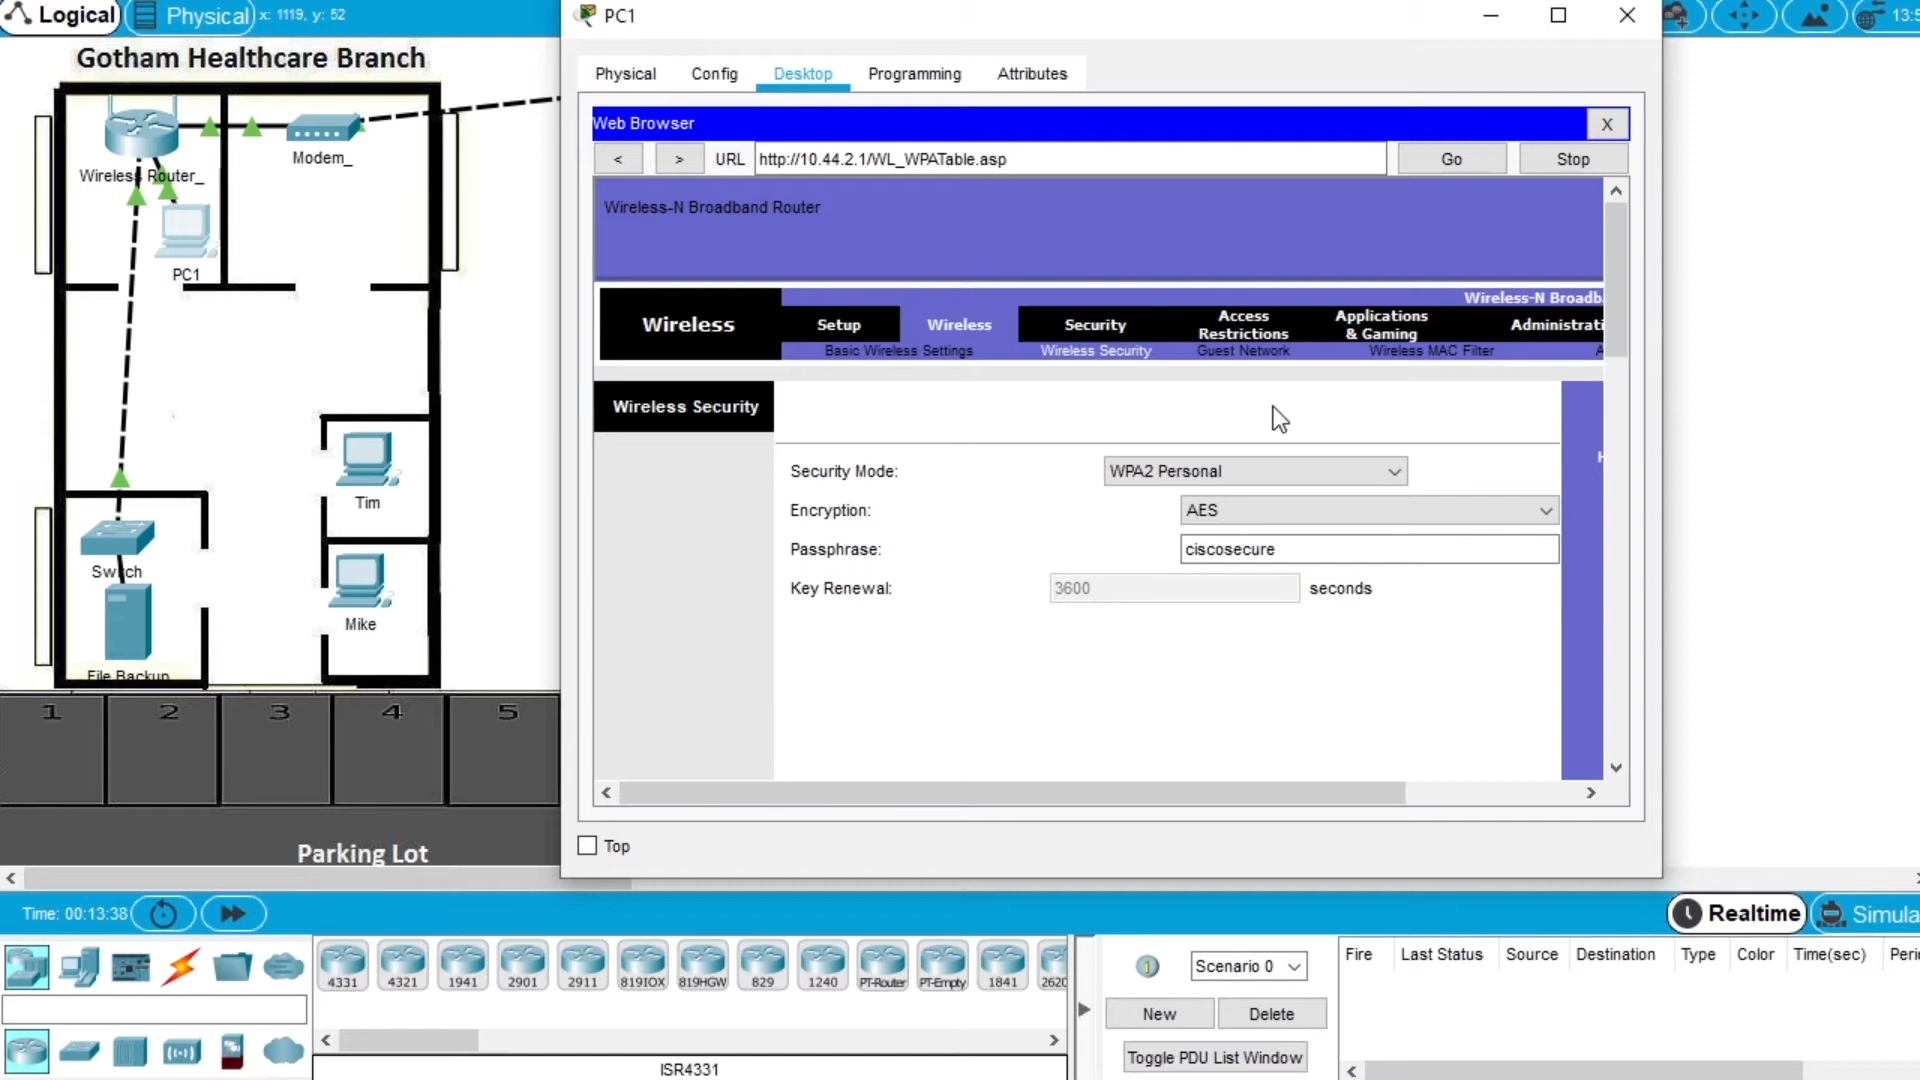 Logical
Physical
x: 1119, y: 52
PC1
Gotham Healthcare Branch
Wireless Router_
Modem_
PC1
Tim
Switch
Mike
File Backup
1
2
3
4
5
Parking Lot
Physical
Config
Desktop
Programming
Attributes
Web Browser
X
<
>
URL
http://10.44.2.1/WL_WPATable.asp
Go
Stop
Wireless-N Broadband Router
Wireless-N Broadb
Wireless
Setup
Wireless
Security
Access
Restrictions
Applications
& Gaming
Administrati
Basic Wireless Settings
Wireless Security
Guest Network
Wireless MAC Filter
A
Wireless Security
Security Mode:
WPA2 Personal
Encryption:
AES
Passphrase:
ciscosecure
Key Renewal:
3600
seconds
Top
Time: 00:13:38
Realtime
Simula
4331
4321
1941
2901
2911
819IOX
819HGW
829
1240
PT-Router
PT-Empty
1841
2620
ISR4331
Scenario 0
New
Delete
Toggle PDU List Window
Fire
Last Status
Source
Destination
Type
Color
Time(sec)
Peri